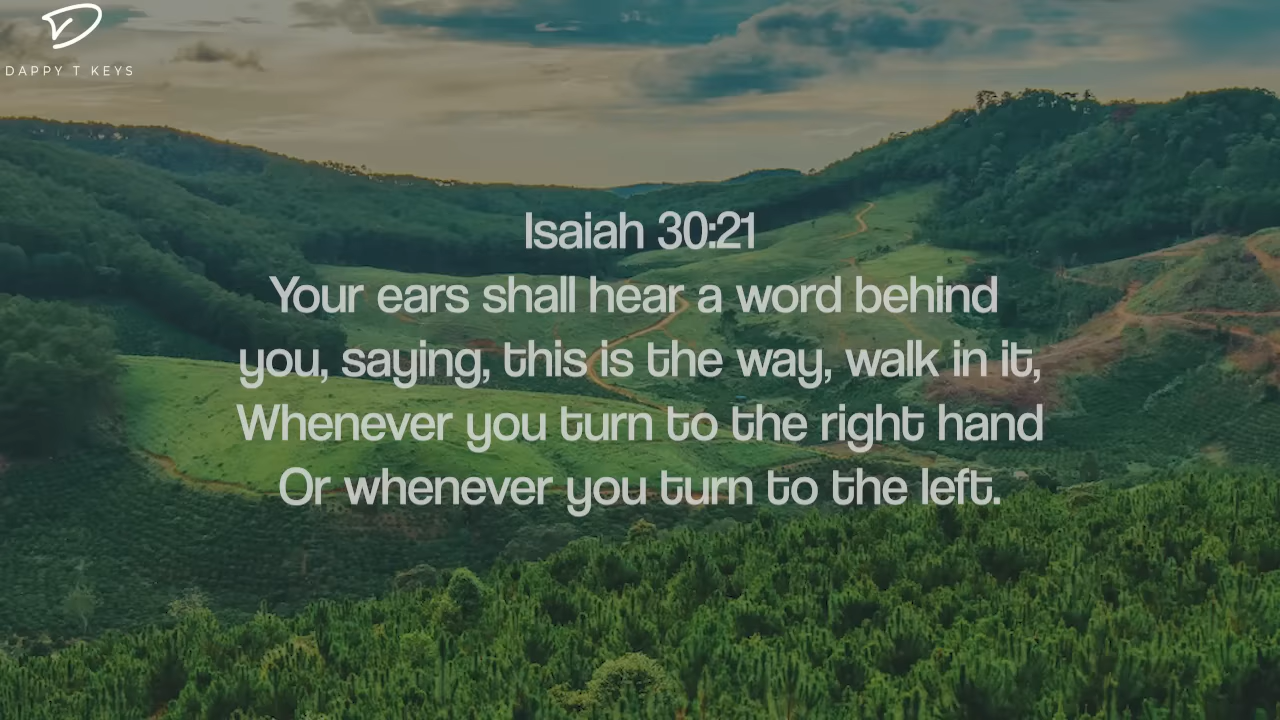 DAPPY T KEYS
Isaiah 30:21
Your ears shall hear a word behind
you, saying, this is the way, walk in it,
Whenever you turn to the right hand
Or whenever you turn to the left.